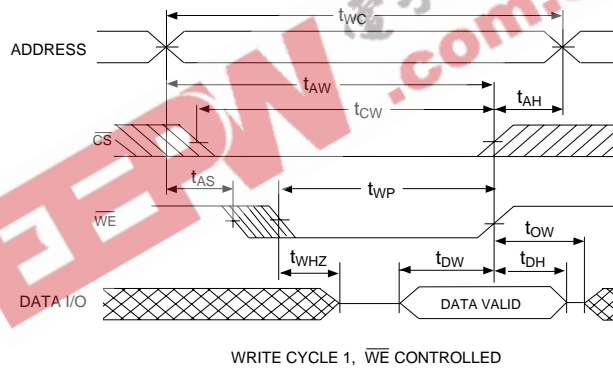 tWC
ADDRESS
tAW
tCW
tAH
CS
tAS
tWP
WE
tOW
tWHZ
tDW
tDH
DATA I/O
DATA VALID
WRITE CYCLE 1, WE CONTROLLED
EEPW
.com.c